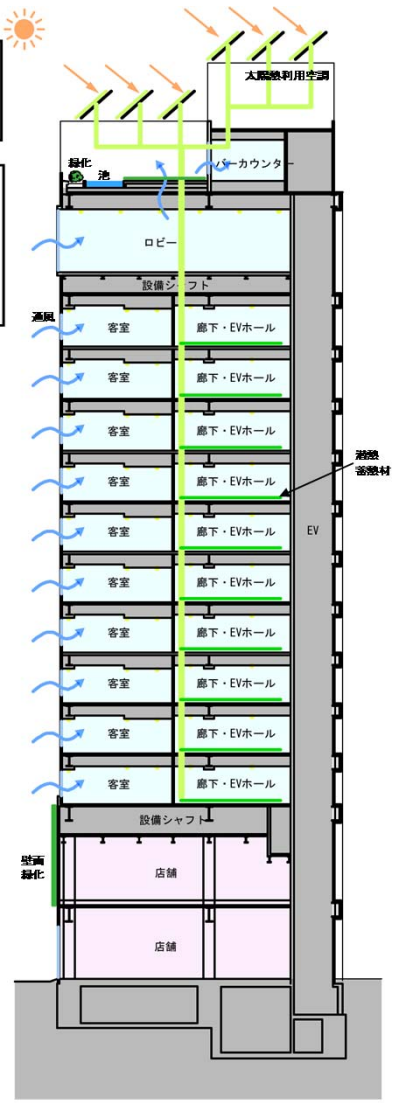 太陽熱利用空調
緑化
池
バーカウンター
ロビー
設備シャフト
通風
客室
廊下・EVホール
客室
廊下・EVホール
客室
廊下・EVホール
客室
廊下・EVホール
潜熱
蓄熱材
客室
廊下・EVホール
EV
客室
廊下・EVホール
客室
廊下・EVホール
客室
廊下・EVホール
客室
廊下・EVホール
客室
廊下・EVホール
設備シャフト
壁面
緑化
店舗
店舗